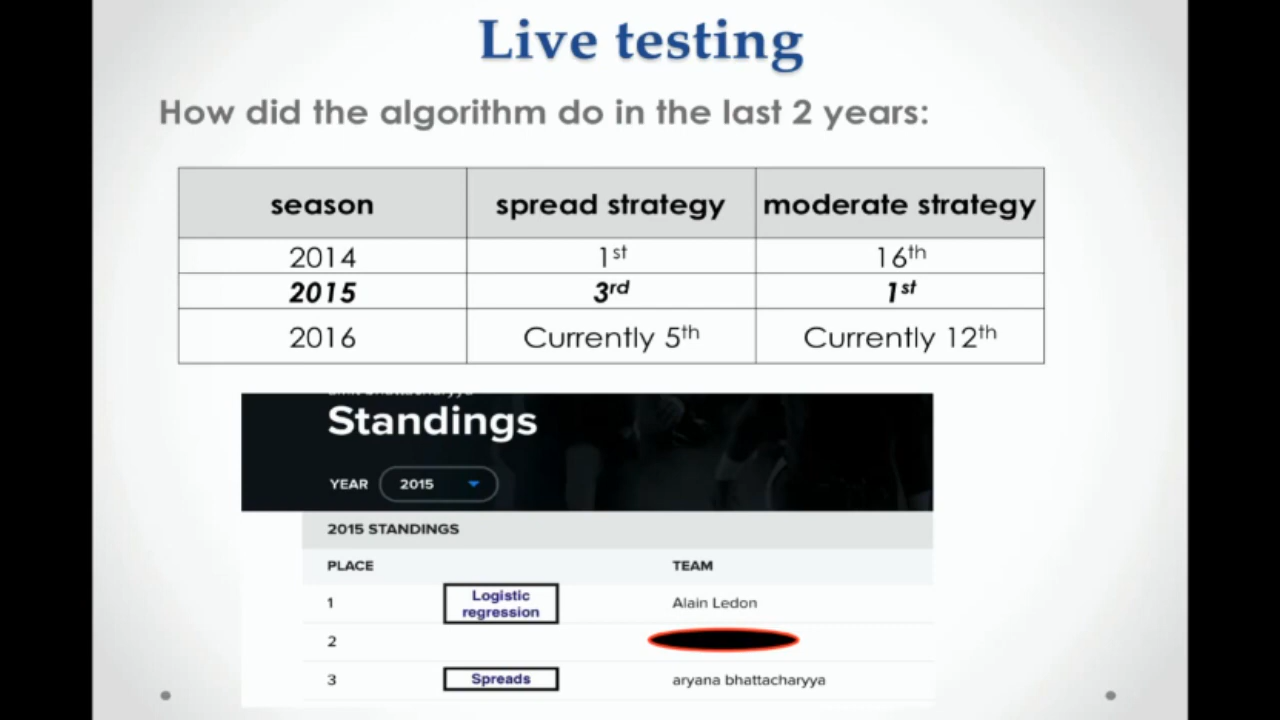 Live testing
How did the algorithm do in the last 2 years:
season spread strategy moderate strategy
2014 1st 16th
2015 3rd 1st
2016 Currently 5th Currently 12th
Standings
YEAR 2015
2015 STANDINGS
PLACE TEAM
1 Logistic regression Alain Ledon
2
3 Spreads aryana bhattacharyya